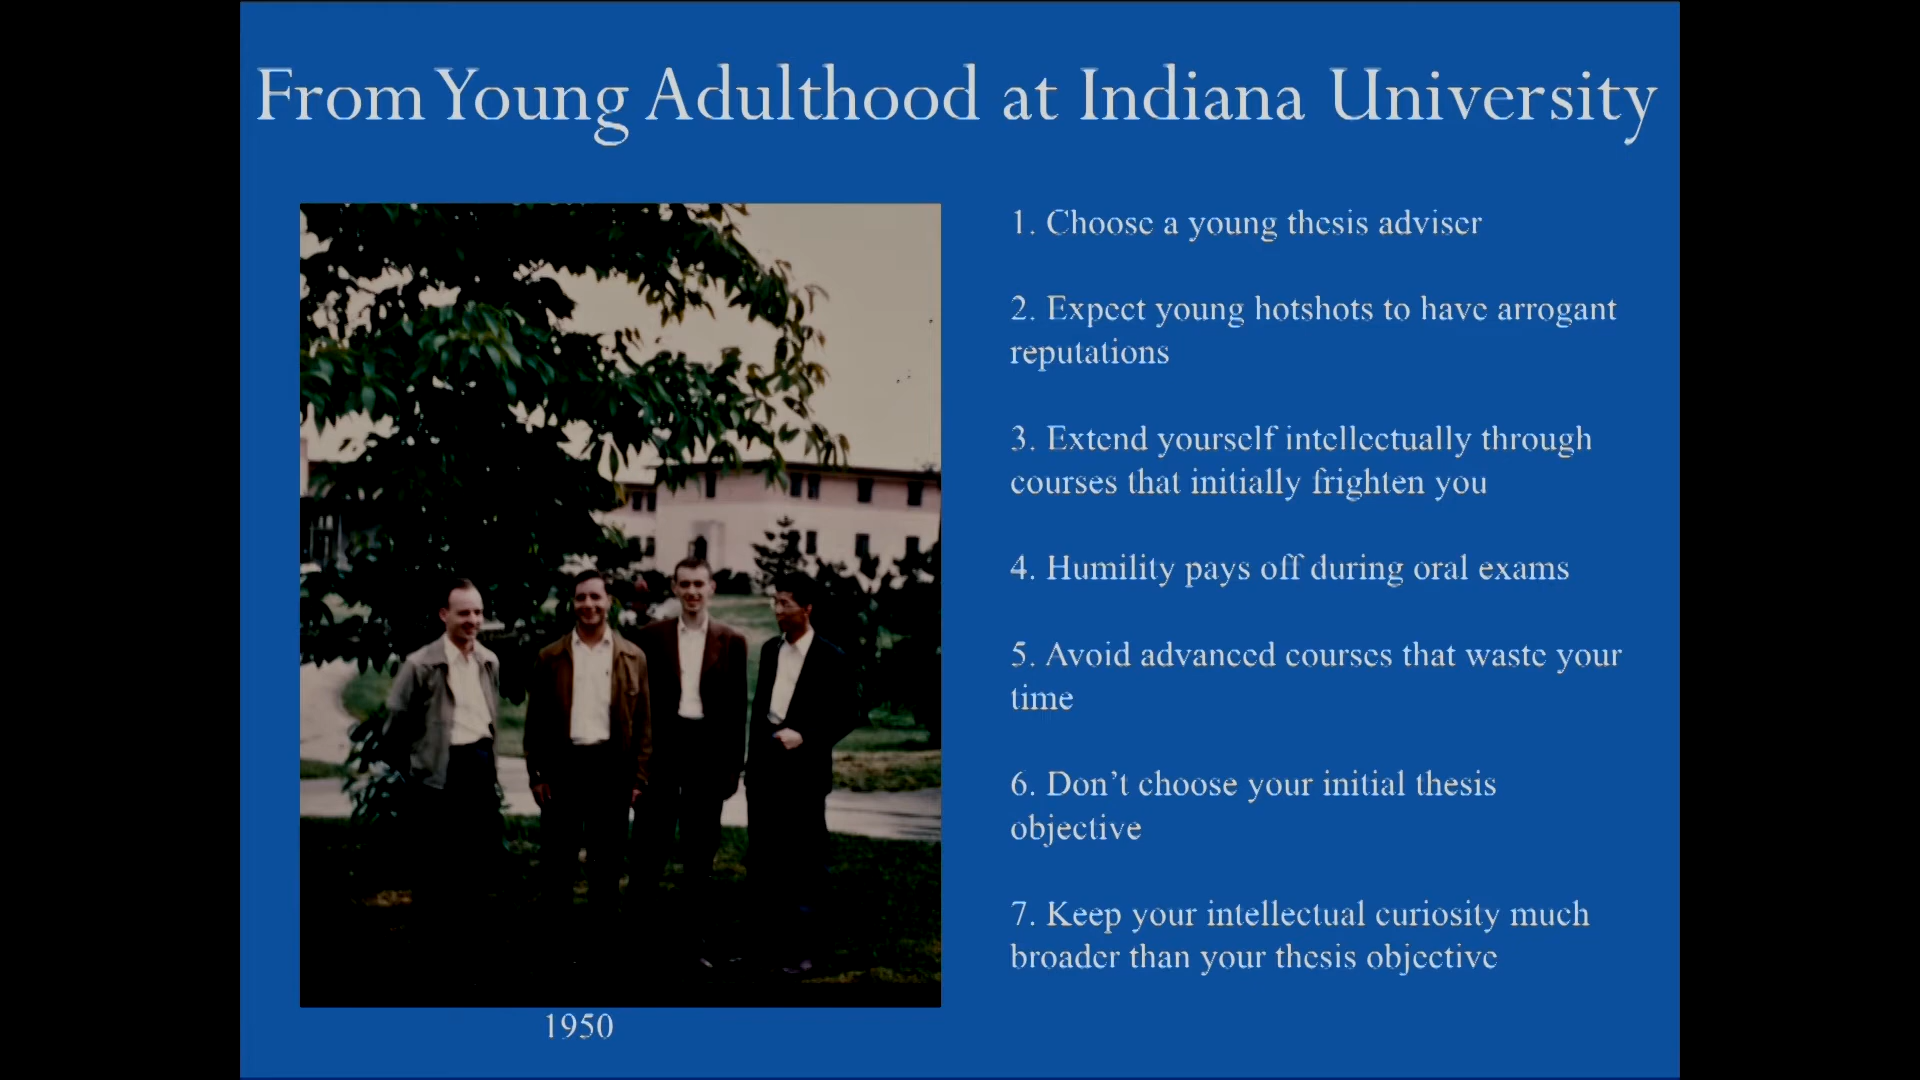 From Young Adulthood at Indiana University
1. Choose a young thesis adviser
2. Expect young hotshots to have arrogant
reputations
3. Extend yourself intellectually through
courses that initially frighten you
4. Humility pays off during oral exams
5. Avoid advanced courses that waste your
time
6. Don't choose your initial thesis
objective
7. Keep your intellectual curiosity much
broader than your thesis objective
1950